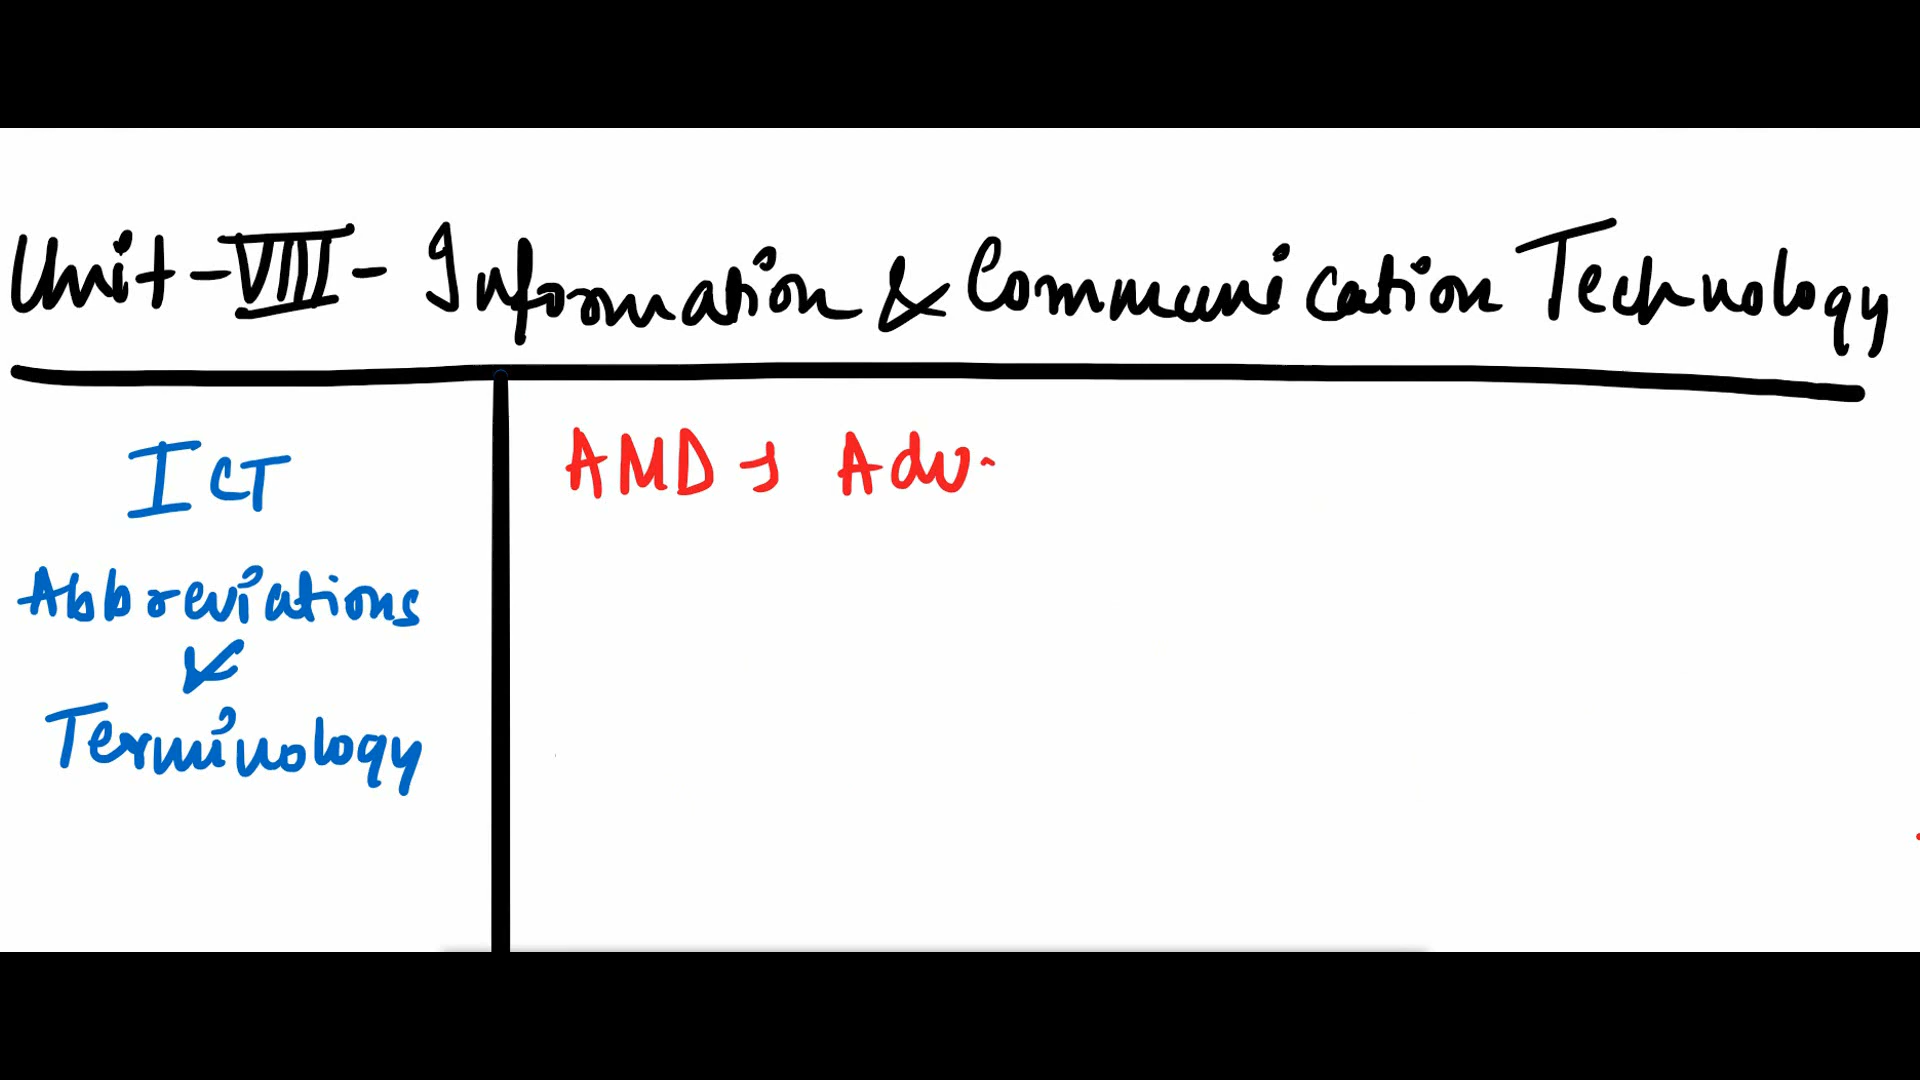 Unit-VIII- Information & Communication Technology
ICT
Abbreviations
&
Terminology
AMD → Adv